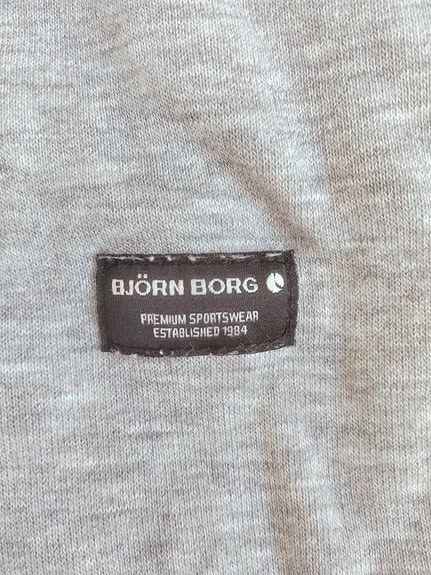 BJÖRN BORG
PREMIUM SPORTSWEAR
ESTABLISHED 1984